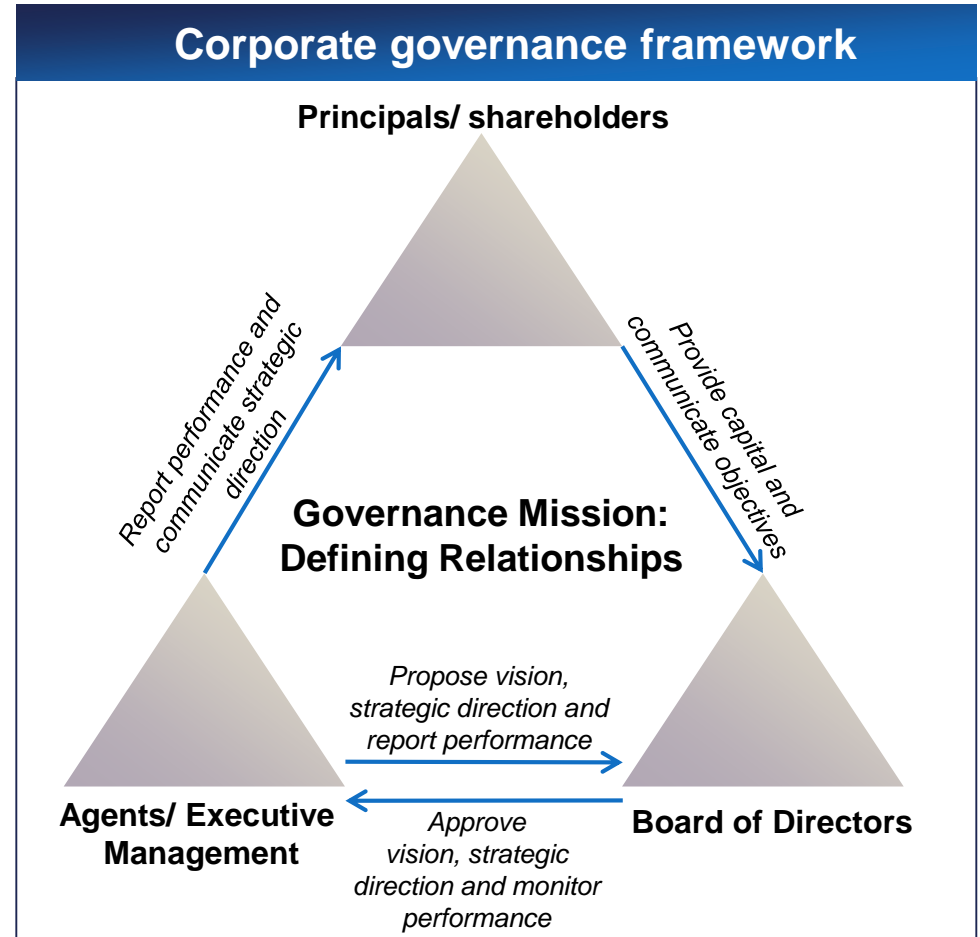 Corporate governance framework
Principals/ shareholders
Report performance and
communicate strategic
direction
Provide capital and
communicate objectives
Governance Mission:
Defining Relationships
Propose vision,
strategic direction and
report performance
Agents/ Executive
Management
Approve
vision, strategic
direction and monitor
performance
Board of Directors